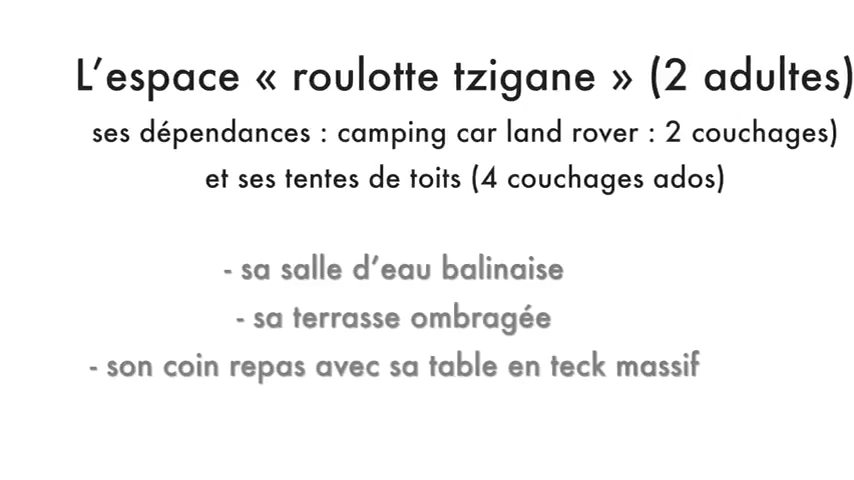 L’espace « roulotte tzigane » (2 adultes)
ses dépendances : camping car land rover : 2 couchages)
et ses tentes de toits (4 couchages ados)
- sa salle d’eau balinaise
- sa terrasse ombragée
- son coin repas avec sa table en teck massif